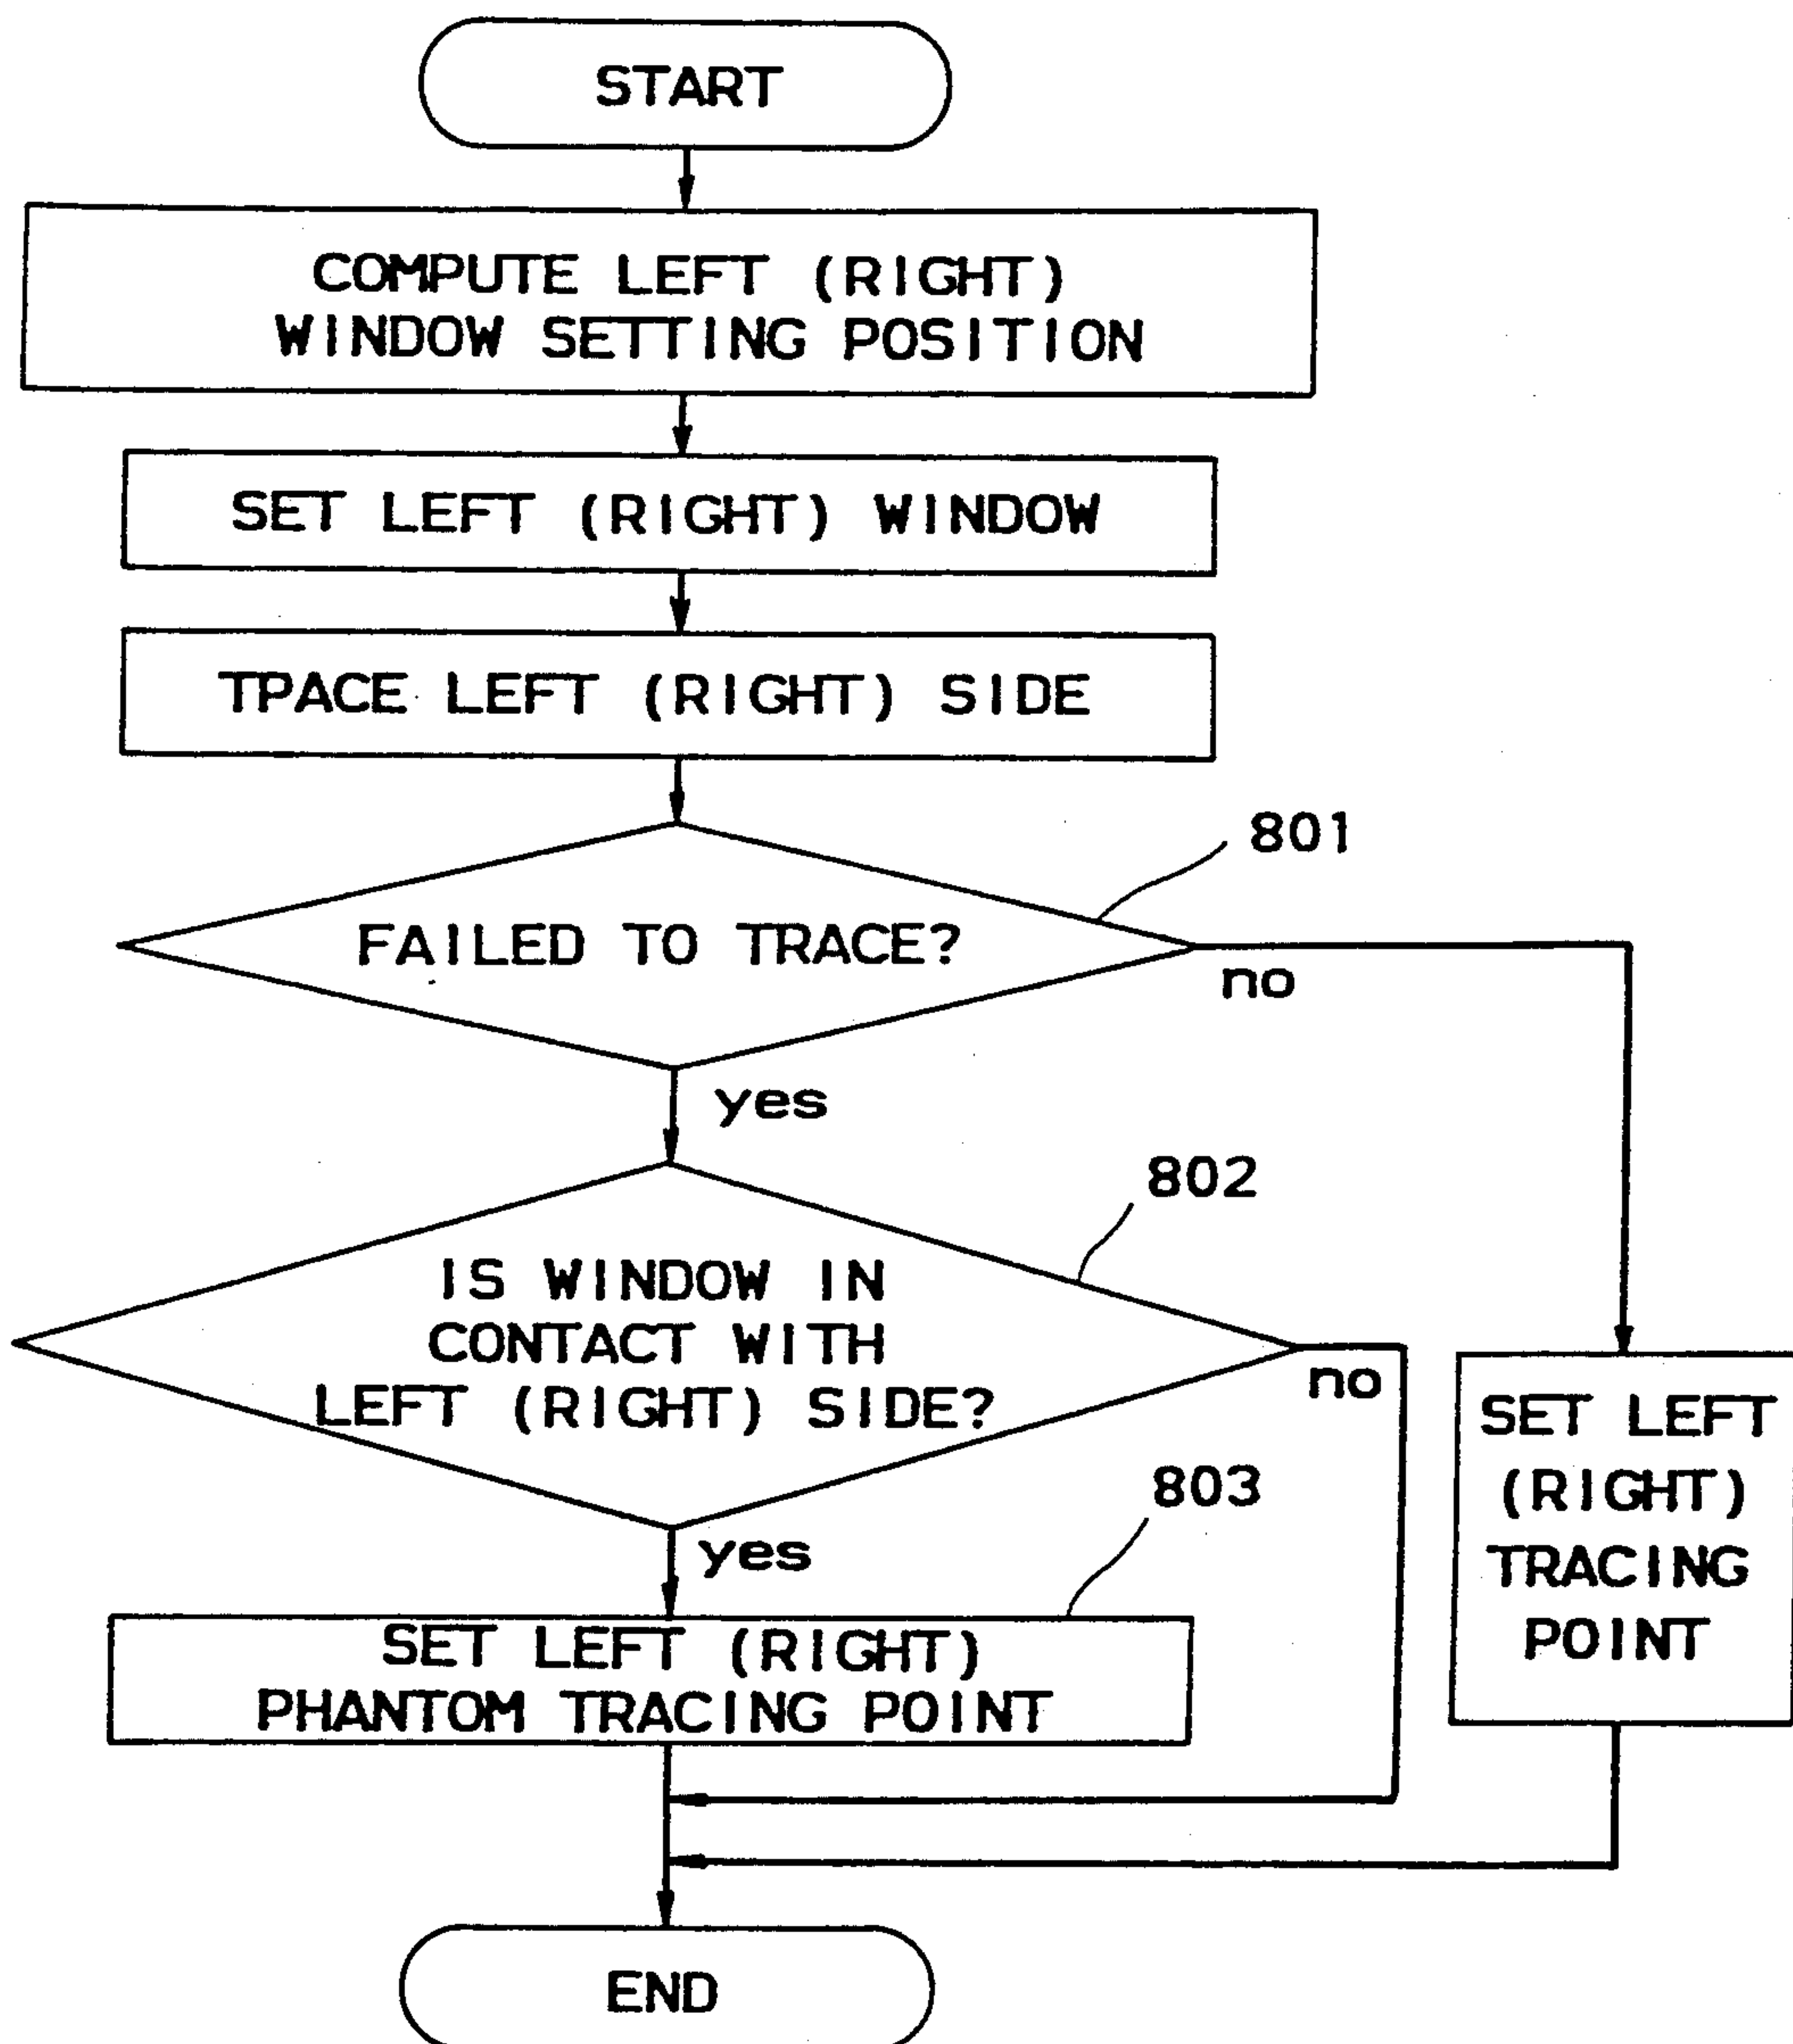 START
COMPUTE LEFT (RIGHT)
WINDOW SETTING POSITION
SET LEFT (RIGHT) WINDOW
TPACE LEFT (RIGHT) SIDE
801
FAILED TO TRACE?
no
yes
802
IS WINDOW IN
CONTACT WITH
LEFT (RIGHT) SIDE?
no
SET LEFT
(RIGHT)
TRACING
POINT
yes
803
SET LEFT (RIGHT)
PHANTOM TRACING POINT
END